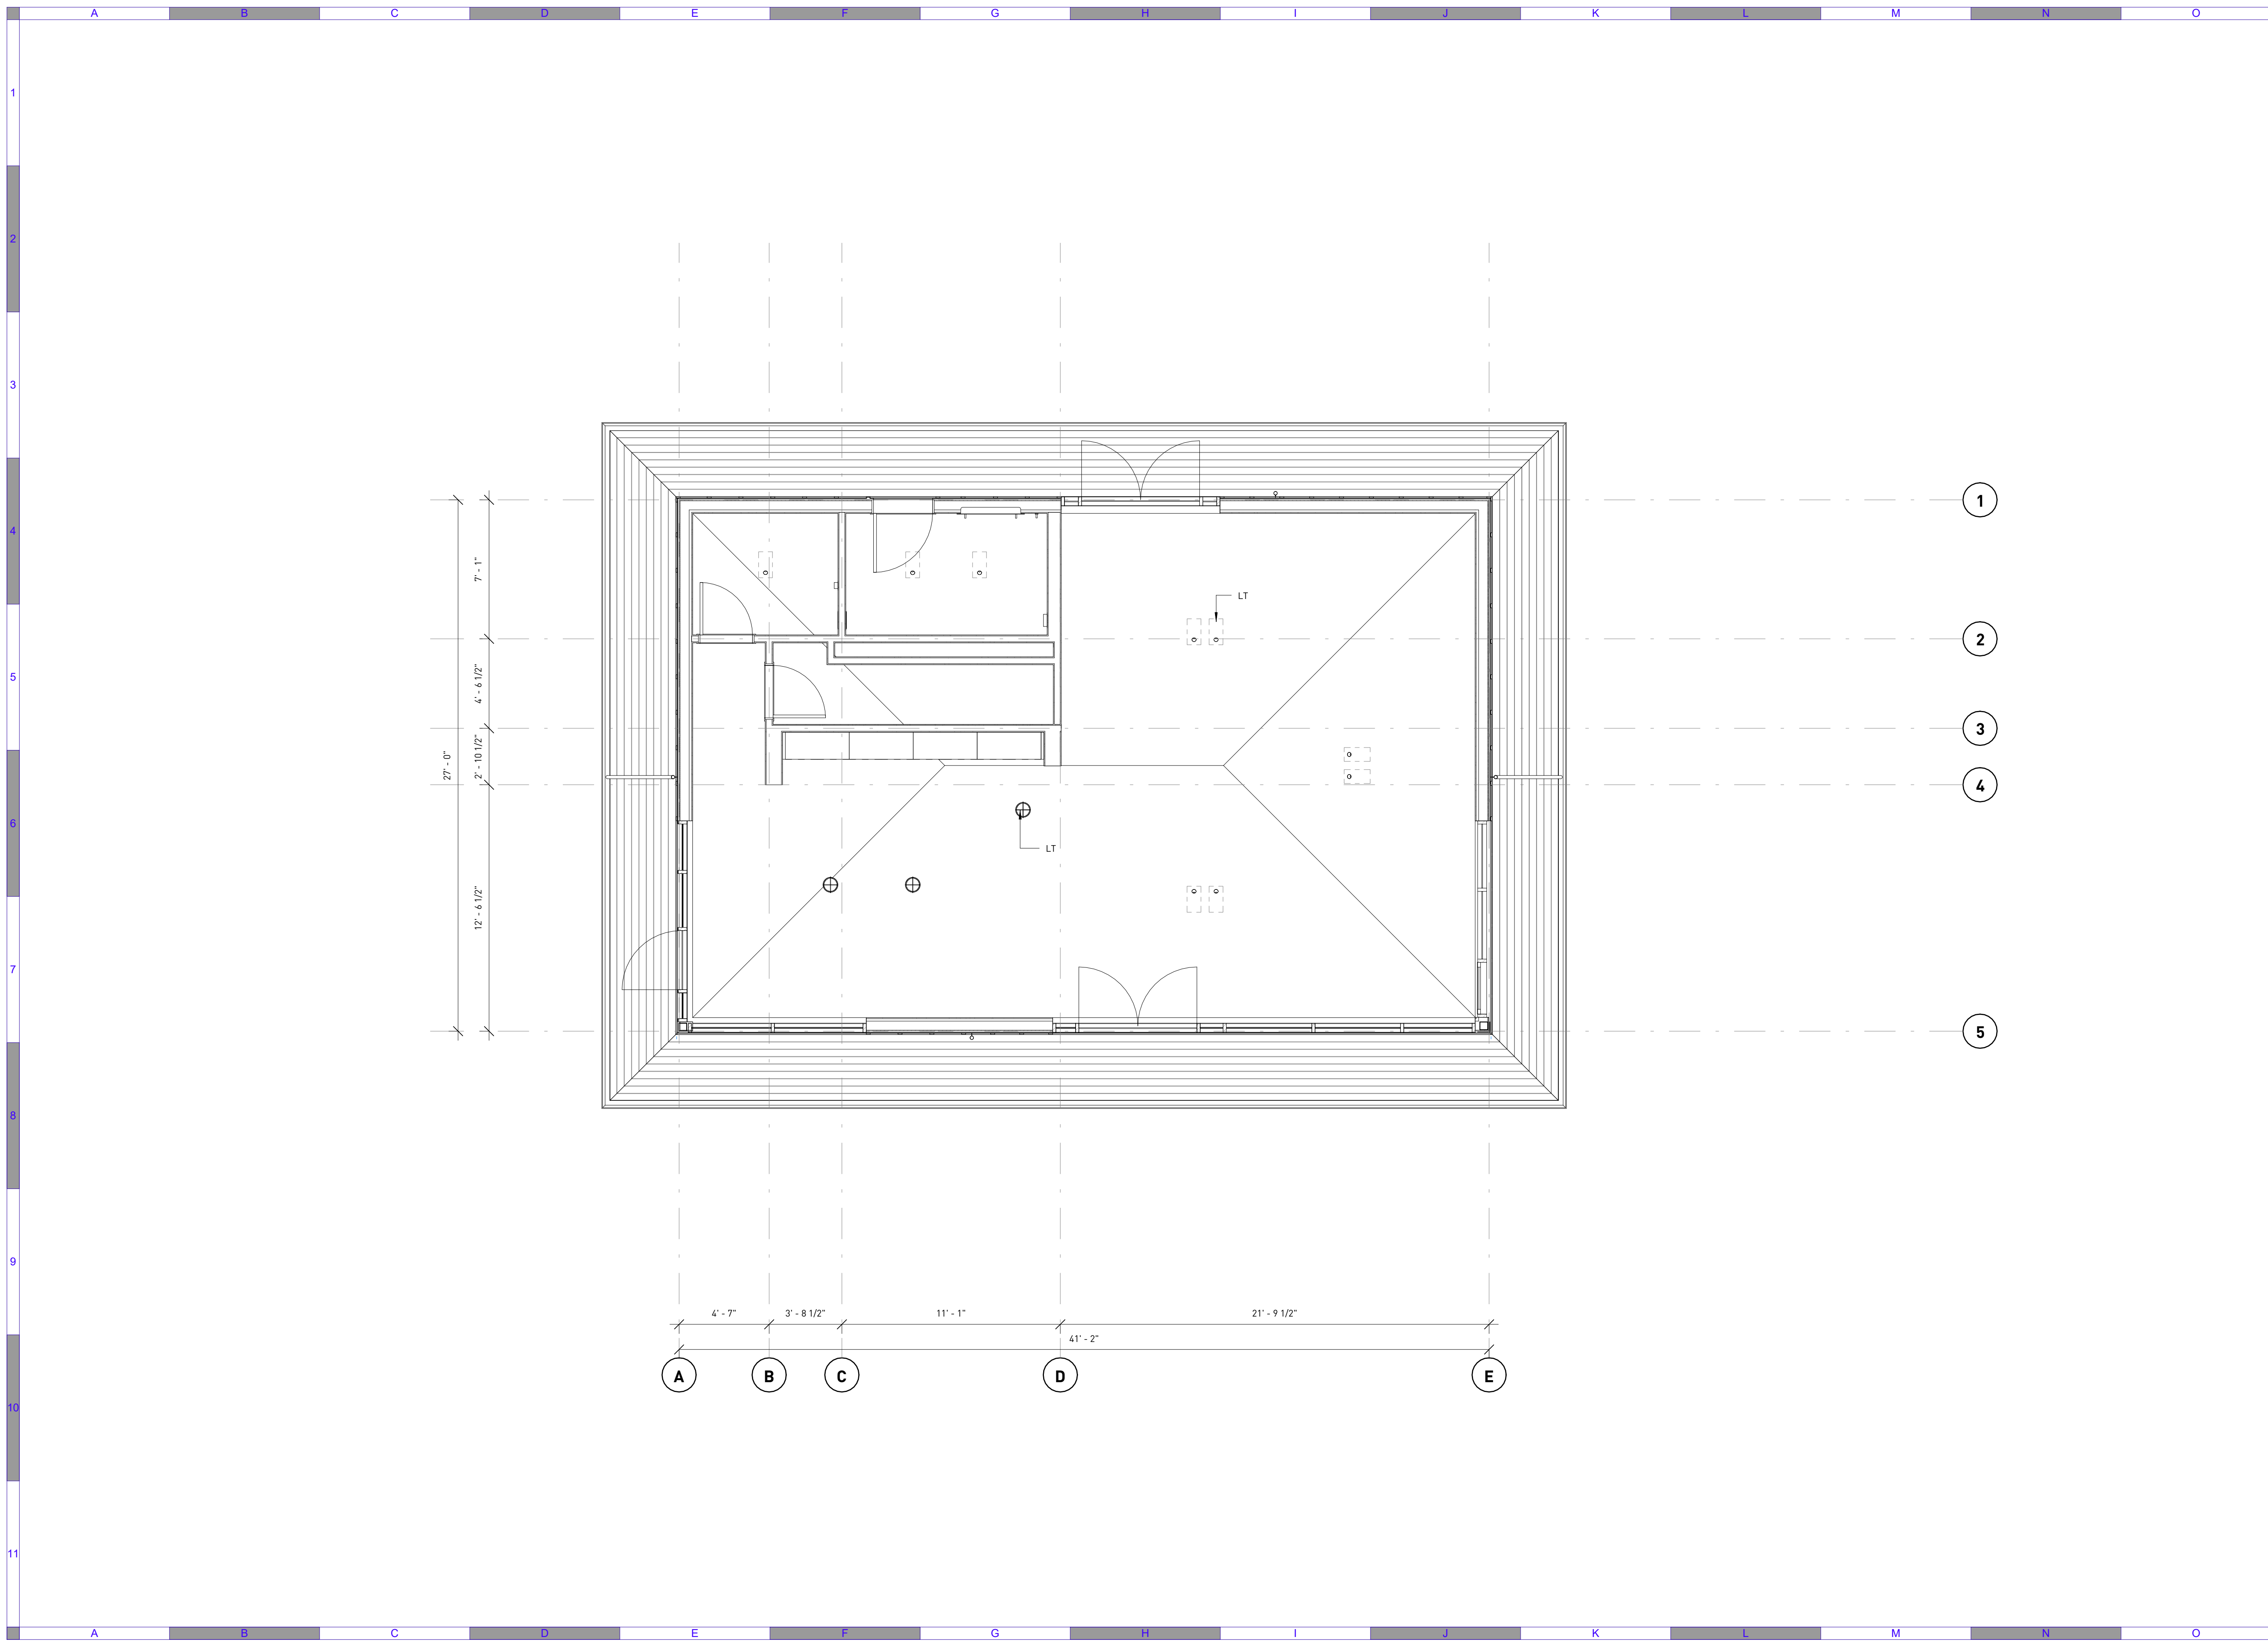 A B C D E F G H I J K L M N O
1
2
3
4
5
6
7
8
9
10
11
1
7' - 1"
LT
2
4' - 6 1/2"
3
27' - 0"
2' - 10 1/2"
4
LT
12' - 6 1/2"
5
4' - 7"
3' - 8 1/2"
11' - 1"
21' - 9 1/2"
41' - 2"
A B C D E
A B C D E F G H I J K L M N O